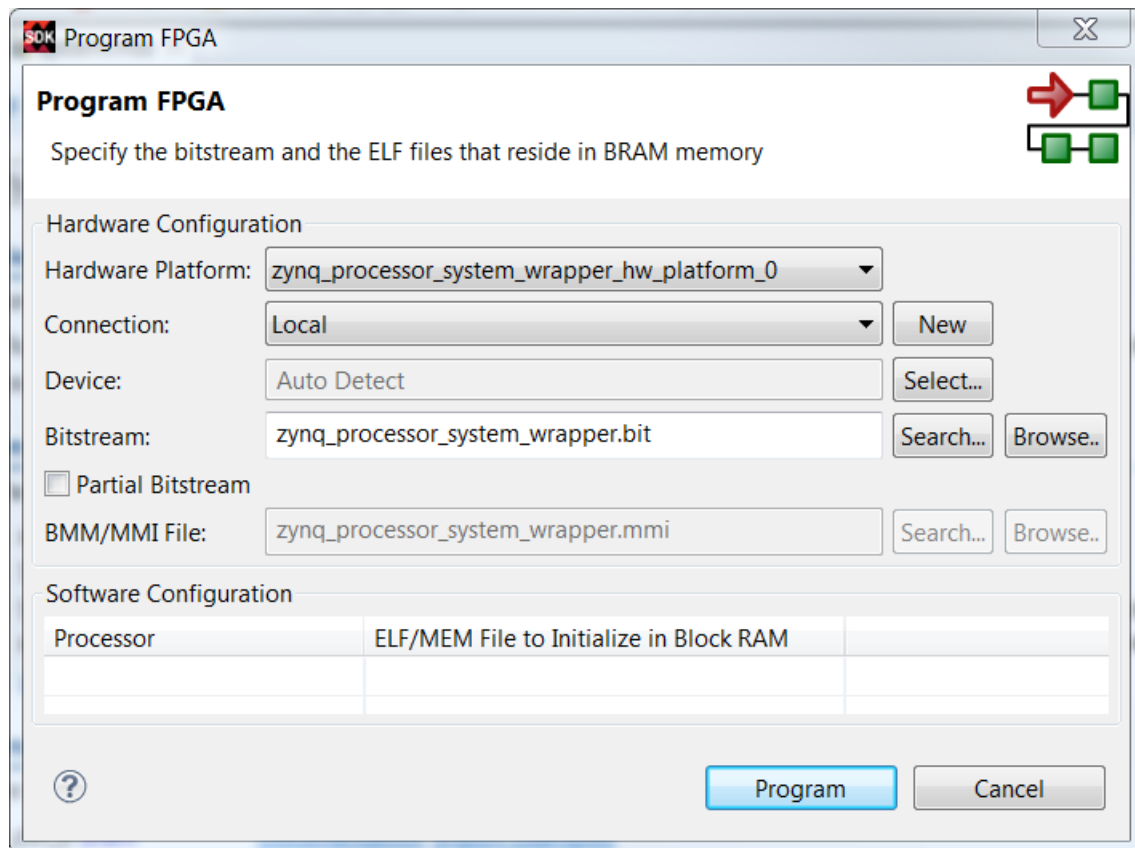 SDK Program FPGA
Program FPGA
Specify the bitstream and the ELF files that reside in BRAM memory
Hardware Configuration
Hardware Platform: zynq_processor_system_wrapper_hw_platform_0
Connection: Local New
Device: Auto Detect Select...
Bitstream: zynq_processor_system_wrapper.bit Search... Browse..
Partial Bitstream
BMM/MMI File: zynq_processor_system_wrapper.mmi Search... Browse..
Software Configuration
Processor ELF/MEM File to Initialize in Block RAM
? Program Cancel